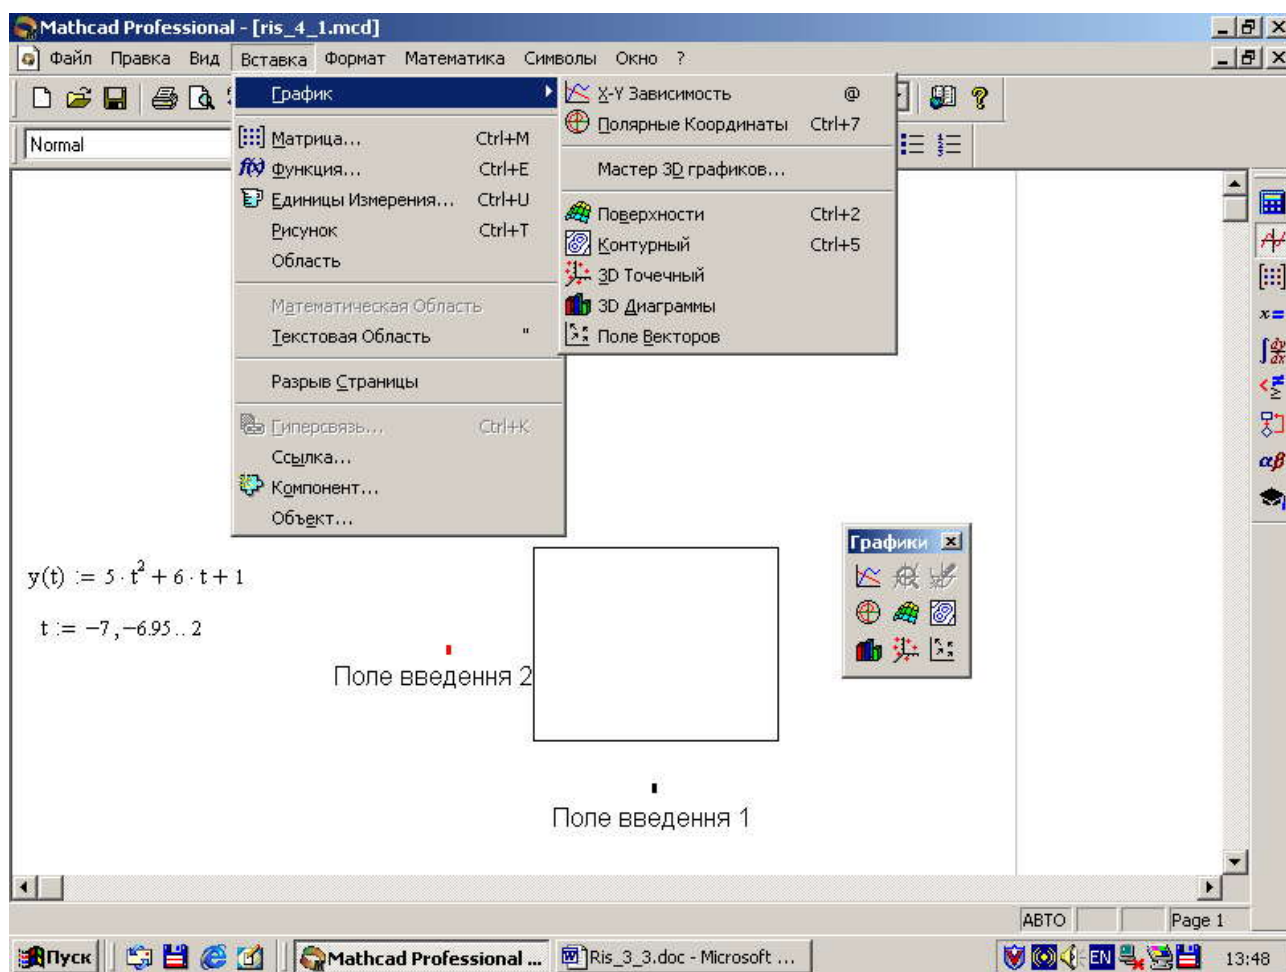 Mathcad Professional - [ris_4_1.mcd]
Файл Правка Вид Вставка Формат Математика Символы Окно ?
График
X-Y Зависимость @
Полярные Координаты Ctrl+7
Мастер 3D графиков...
Поверхности Ctrl+2
Контурный Ctrl+5
3D Точечный
3D Диаграммы
Поле Векторов
Normal
Матрица... Ctrl+M
f(x) Функция... Ctrl+E
Единицы Измерения... Ctrl+U
Рисунок Ctrl+T
Область
Математическая Область
Текстовая Область "
Разрыв Страницы
Гиперсвязь... Ctrl+K
Ссылка...
Компонент...
Объект...
x=
αβ
Графики
y(t) := 5 · t² + 6 · t + 1
t := −7 , −6.95 .. 2
Поле введення 2
Поле введення 1
АВТО Page 1
Пуск Mathcad Professional ... Ris_3_3.doc - Microsoft ... EN 13:48